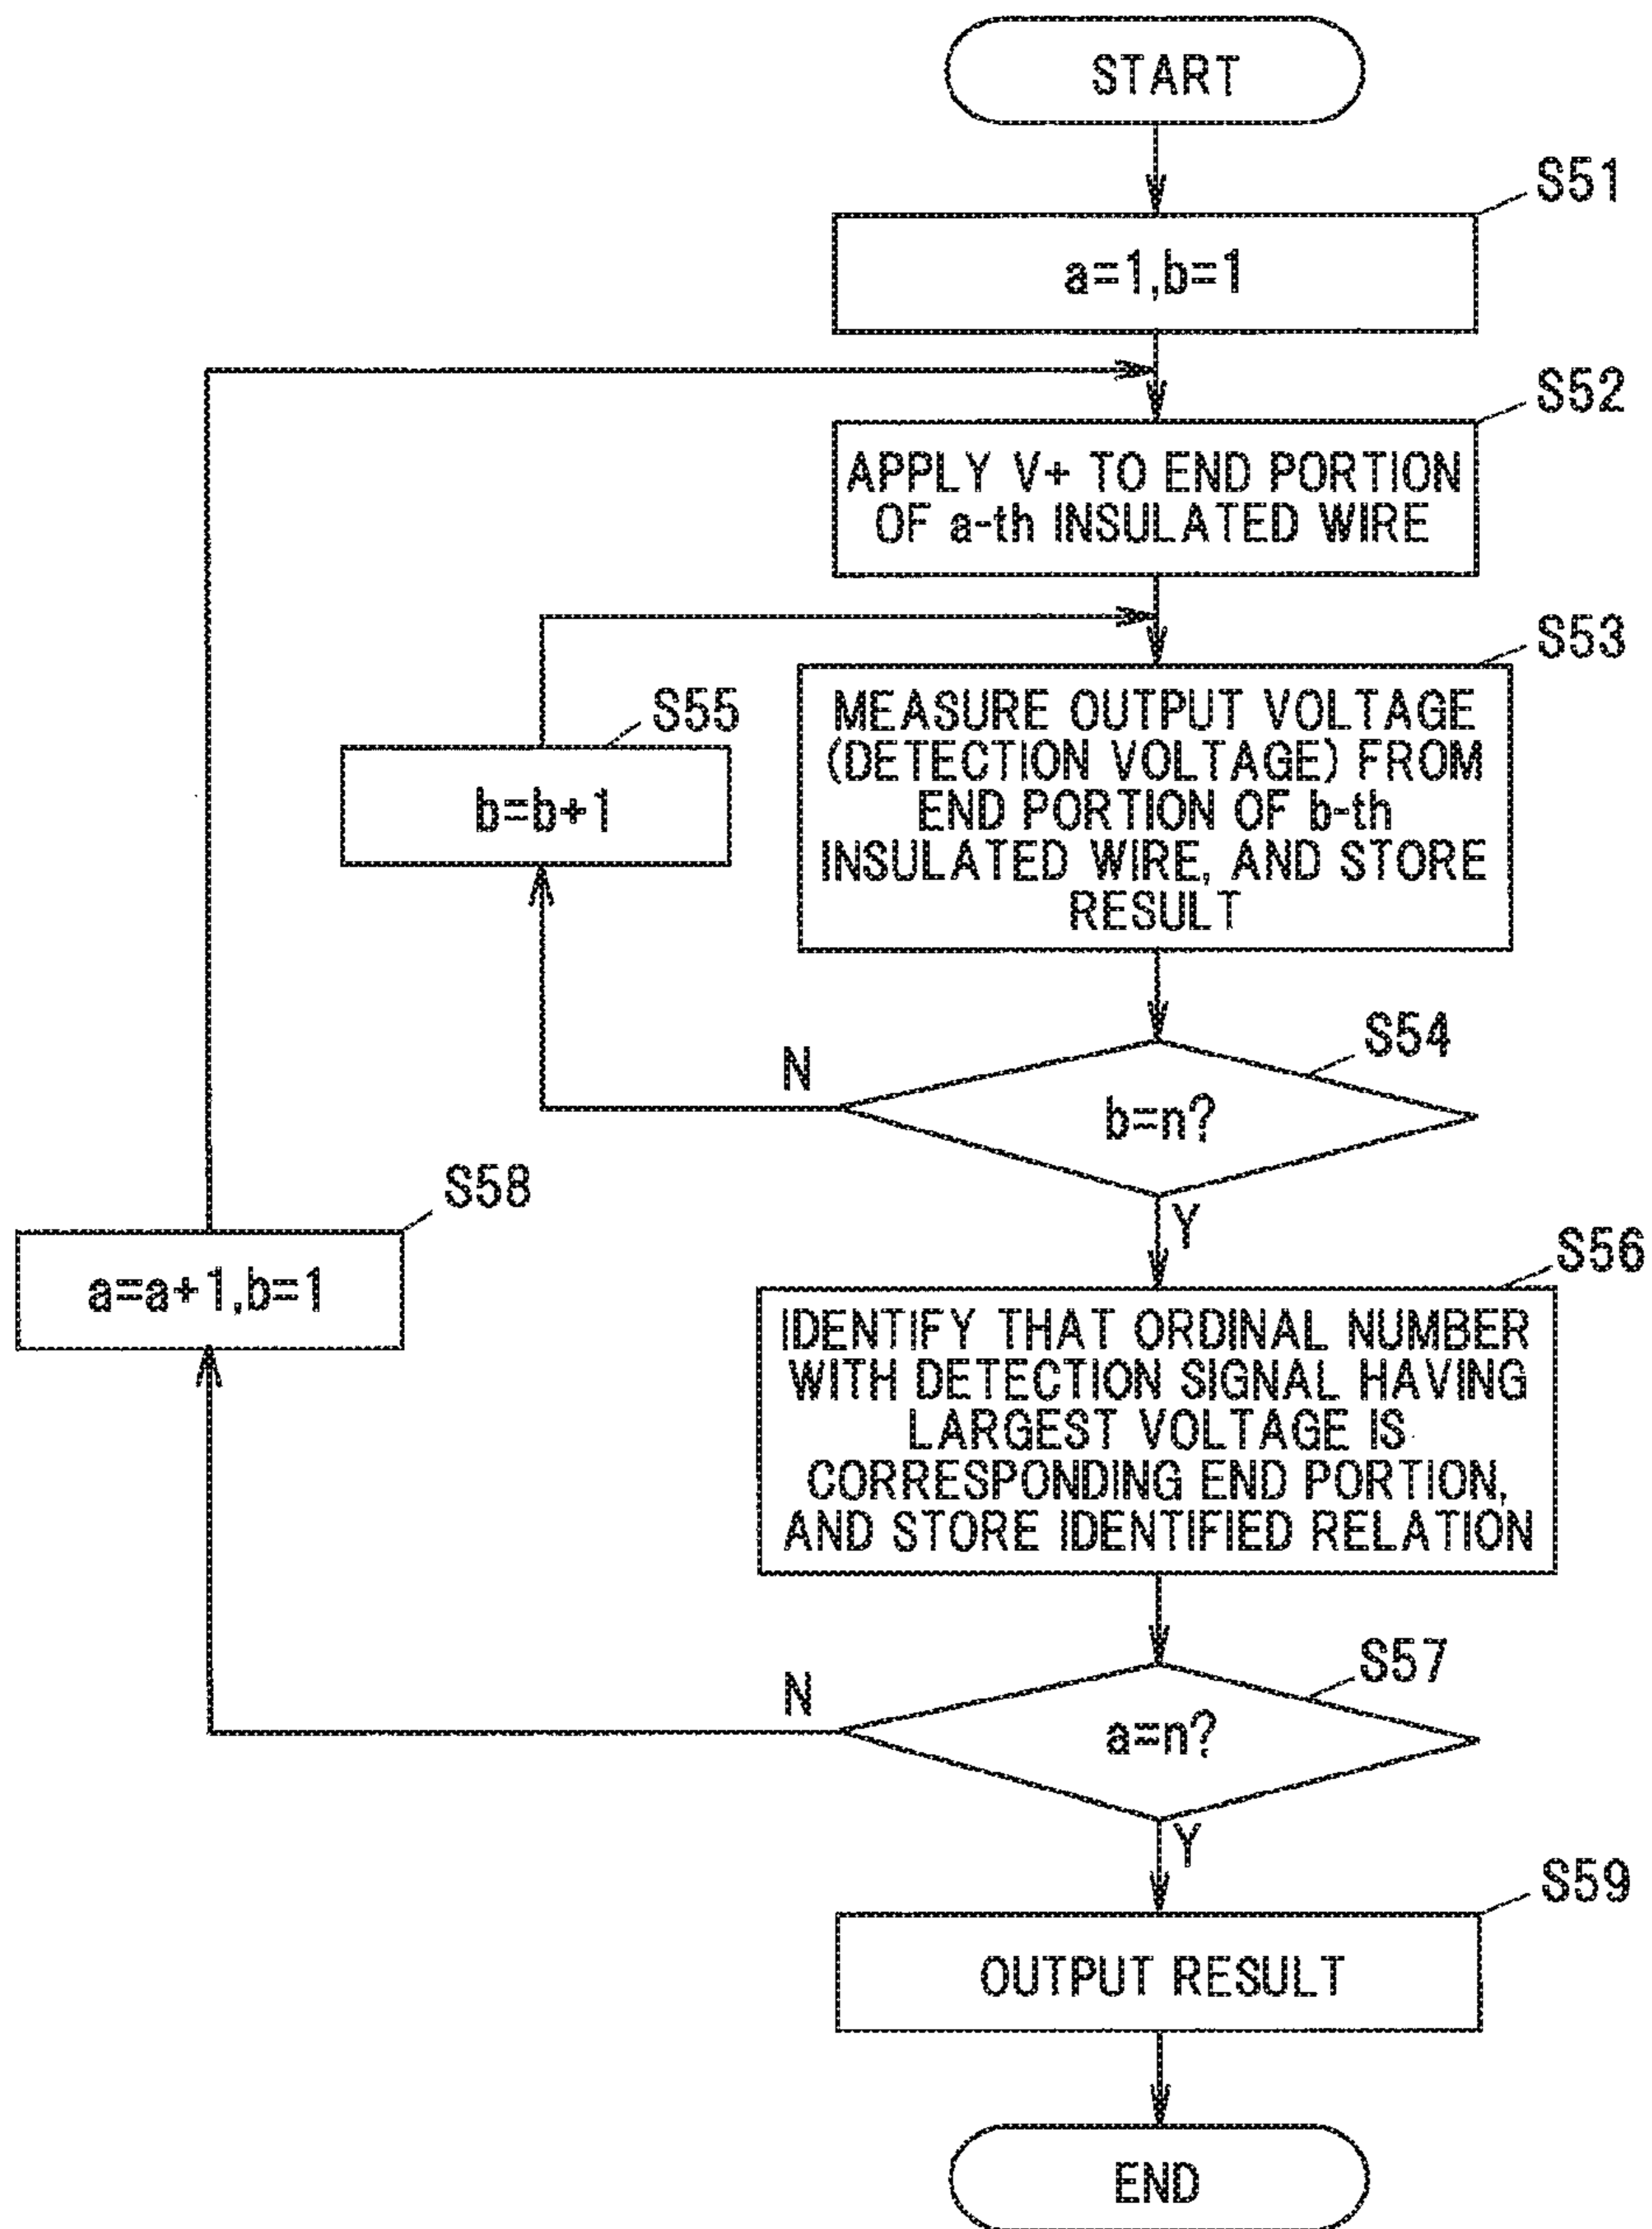 START
S51
a=1,b=1
S52
APPLY V+ TO END PORTION
OF a-th INSULATED WIRE
S53
MEASURE OUTPUT VOLTAGE
(DETECTION VOLTAGE) FROM
END PORTION OF b-th
INSULATED WIRE, AND STORE
RESULT
S55
b=b+1
S54
N
b=n?
Y
S58
a=a+1,b=1
S56
IDENTIFY THAT ORDINAL NUMBER
WITH DETECTION SIGNAL HAVING
LARGEST VOLTAGE IS
CORRESPONDING END PORTION,
AND STORE IDENTIFIED RELATION
S57
N
a=n?
Y
S59
OUTPUT RESULT
END